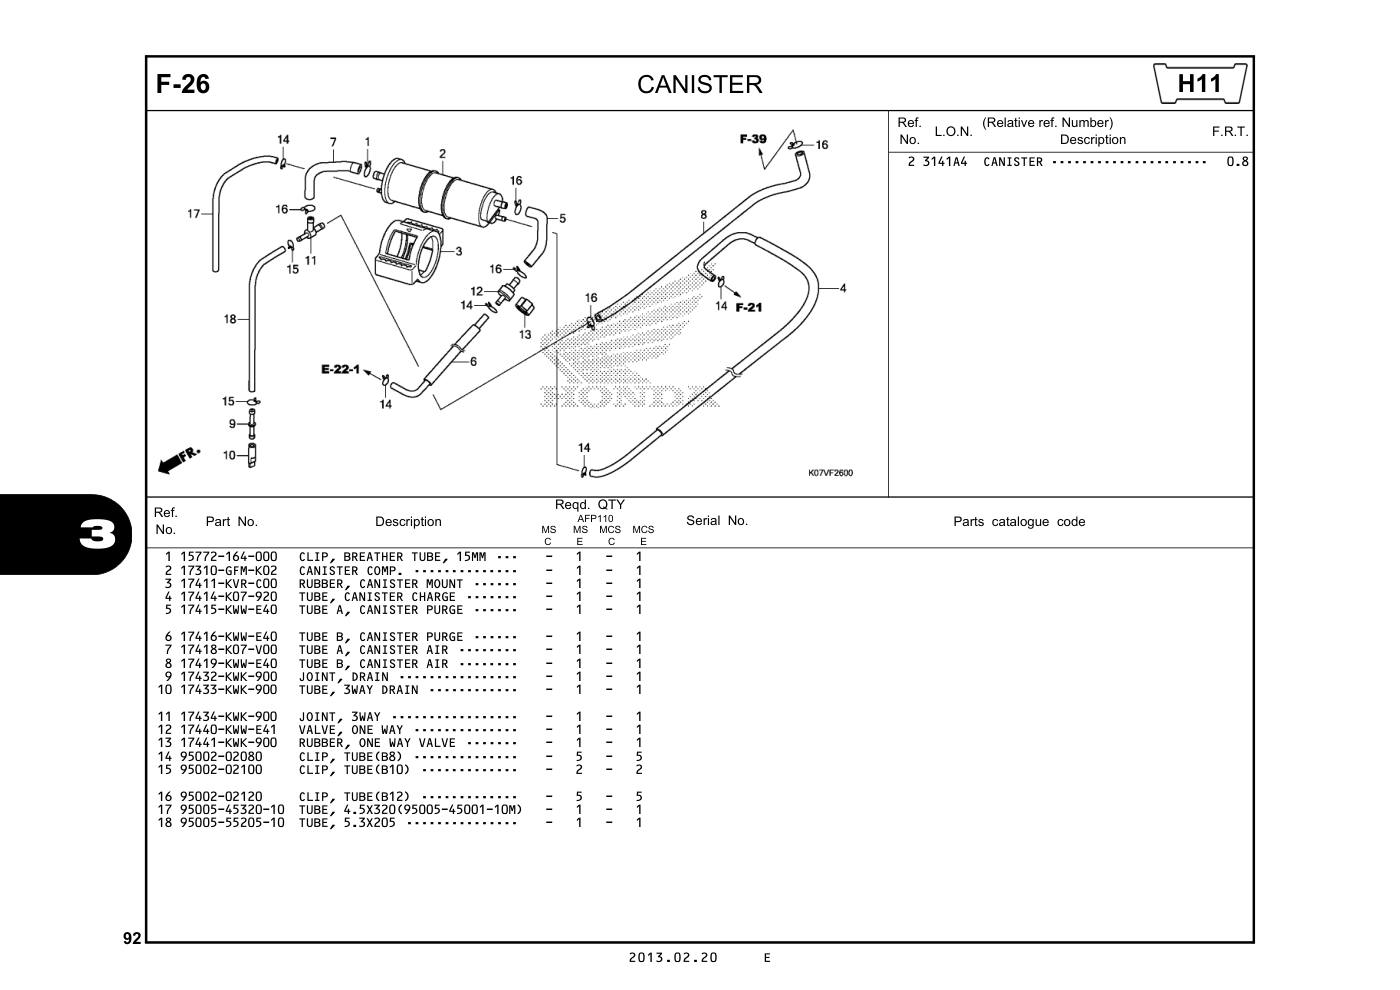 F-26 CANISTER H11
Ref. No. L.O.N. (Relative ref. Number) Description F.R.T.
2 3141A4 CANISTER ····················· 0.8
14 7 1 2 F-39 16
16
17 16 8 5
11 3
15 16
12 16 4
14 14 F-21
18 13
6
E-22-1
14
15
9
14
10
FR.
HONDA
K07VF2600
3
Ref. No. Part No. Description Reqd. QTY Serial No. Parts catalogue code
AFP110
MS MS MCS MCS
C E C E
1 15772-164-000 CLIP, BREATHER TUBE, 15MM ··· – 1 – 1
2 17310-GFM-K02 CANISTER COMP. ·············· – 1 – 1
3 17411-KVR-C00 RUBBER, CANISTER MOUNT ······ – 1 – 1
4 17414-K07-920 TUBE, CANISTER CHARGE ······· – 1 – 1
5 17415-KWW-E40 TUBE A, CANISTER PURGE ······ – 1 – 1
6 17416-KWW-E40 TUBE B, CANISTER PURGE ······ – 1 – 1
7 17418-K07-V00 TUBE A, CANISTER AIR ········ – 1 – 1
8 17419-KWW-E40 TUBE B, CANISTER AIR ········ – 1 – 1
9 17432-KWK-900 JOINT, DRAIN ················ – 1 – 1
10 17433-KWK-900 TUBE, 3WAY DRAIN ············ – 1 – 1
11 17434-KWK-900 JOINT, 3WAY ················· – 1 – 1
12 17440-KWW-E41 VALVE, ONE WAY ·············· – 1 – 1
13 17441-KWK-900 RUBBER, ONE WAY VALVE ······· – 1 – 1
14 95002-02080 CLIP, TUBE(B8) ·············· – 5 – 5
15 95002-02100 CLIP, TUBE(B10) ············· – 2 – 2
16 95002-02120 CLIP, TUBE(B12) ············· – 5 – 5
17 95005-45320-10 TUBE, 4.5X320(95005-45001-10M) – 1 – 1
18 95005-55205-10 TUBE, 5.3X205 ··············· – 1 – 1
92
2013.02.20 E